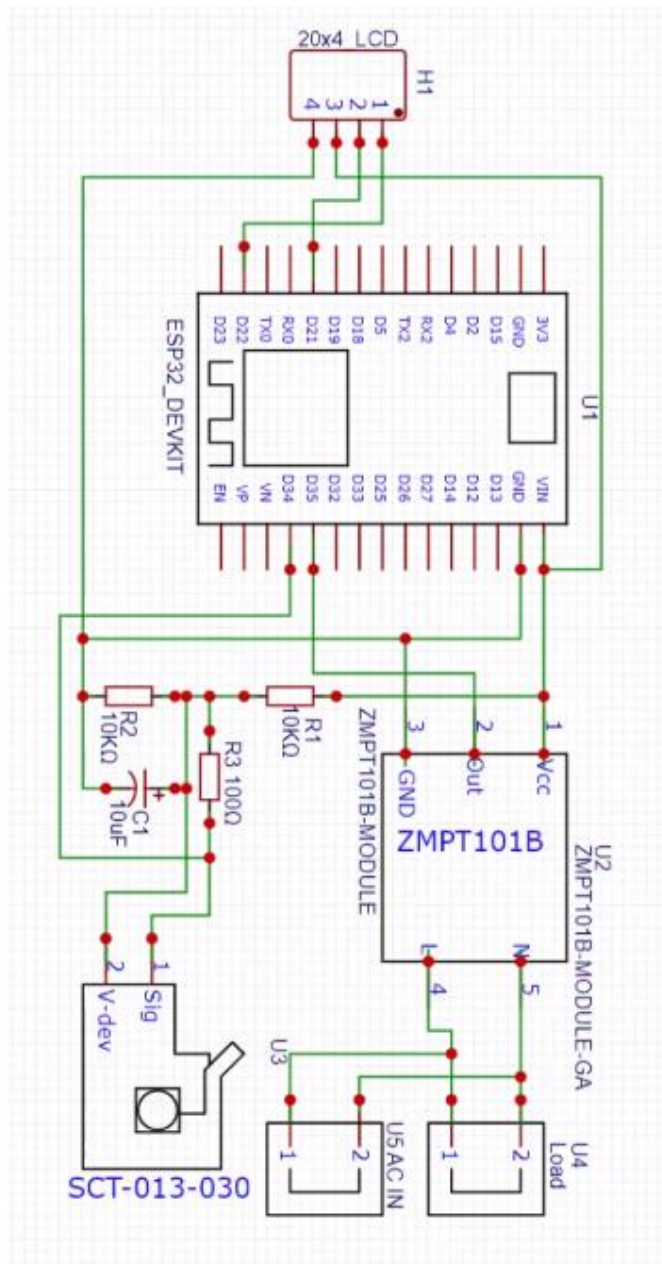 20x4 LCD
H1
4 3 2 1
D23 D22 TX0 RX0 D21 D19 D18 D5 TX2 RX2 D4 D2 D15 GND 3V3
ESP32_DEVKIT
U1
EN VP VN D34 D35 D32 D33 D25 D26 D27 D14 D12 D13 GND VIN
R2
10KΩ
R1
10KΩ
R3 100Ω
C1
10uF
+
3 2 1
GND Out Vcc
ZMPT101B
ZMPT101B-MODULE
U2
ZMPT101B-MODULE-GA
L N
4 5
2 1
V-dev Sig
SCT-013-030
U3
1 2
U5 AC IN
1 2
U4
Load